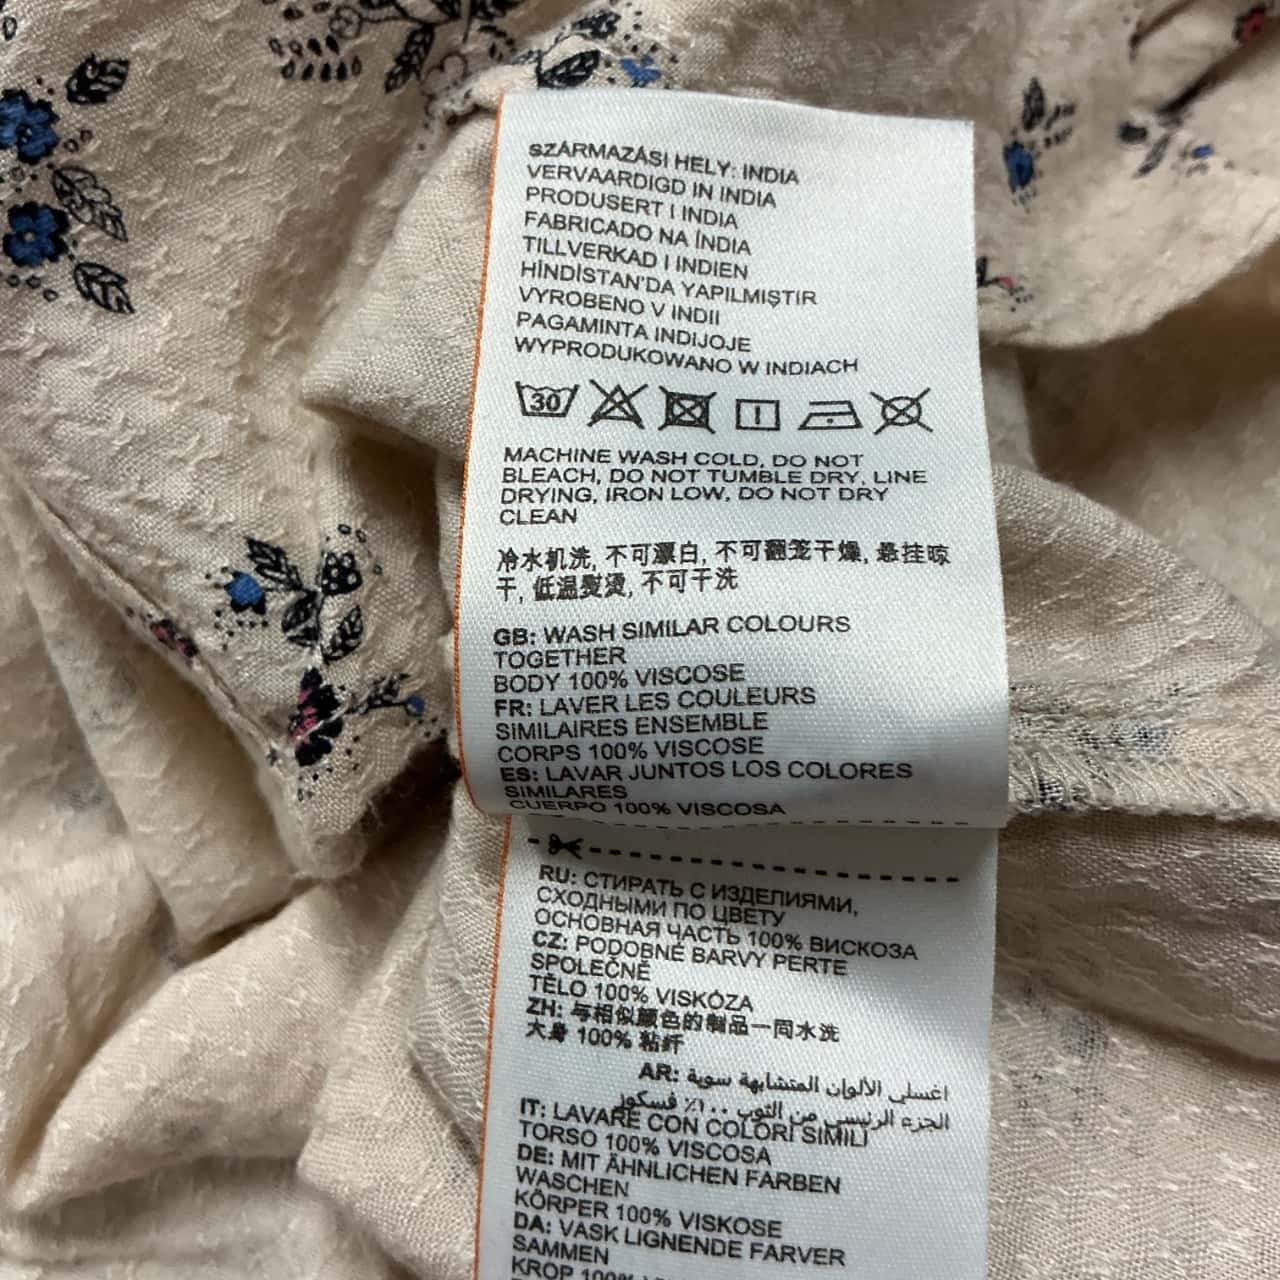 SZÁRMAZÁSI HELY: INDIA
VERVAARDIGD IN INDIA
PRODUSERT I INDIA
FABRICADO NA ÍNDIA
TILLVERKAD I INDIEN
HİNDİSTAN'DA YAPILMIŞTIR
VYROBENO V INDII
PAGAMINTA INDIJOJE
WYPRODUKOWANO W INDIACH
30
MACHINE WASH COLD, DO NOT
BLEACH, DO NOT TUMBLE DRY, LINE
DRYING, IRON LOW, DO NOT DRY
CLEAN
冷水机洗, 不可漂白, 不可翻笼干燥, 悬挂晾
干, 低温熨烫, 不可干洗
GB: WASH SIMILAR COLOURS
TOGETHER
BODY 100% VISCOSE
FR: LAVER LES COULEURS
SIMILAIRES ENSEMBLE
CORPS 100% VISCOSE
ES: LAVAR JUNTOS LOS COLORES
SIMILARES
CUERPO 100% VISCOSA
RU: СТИРАТЬ С ИЗДЕЛИЯМИ,
СХОДНЫМИ ПО ЦВЕТУ
ОСНОВНАЯ ЧАСТЬ 100% ВИСКОЗА
CZ: PODOBNÉ BARVY PERTE
SPOLEČNĚ
TĚLO 100% VISKÓZA
ZH: 与相似颜色的制品一同水洗
大身 100% 粘纤
AR: اغسلي الألوان المتشابهة سوية
الجزء الرئيسي من الثوب ١٠٠٪ فسكوز
IT: LAVARE CON COLORI SIMILI
TORSO 100% VISCOSA
DE: MIT ÄHNLICHEN FARBEN
WASCHEN
KÖRPER 100% VISKOSE
DA: VASK LIGNENDE FARVER
SAMMEN
KROP 100%